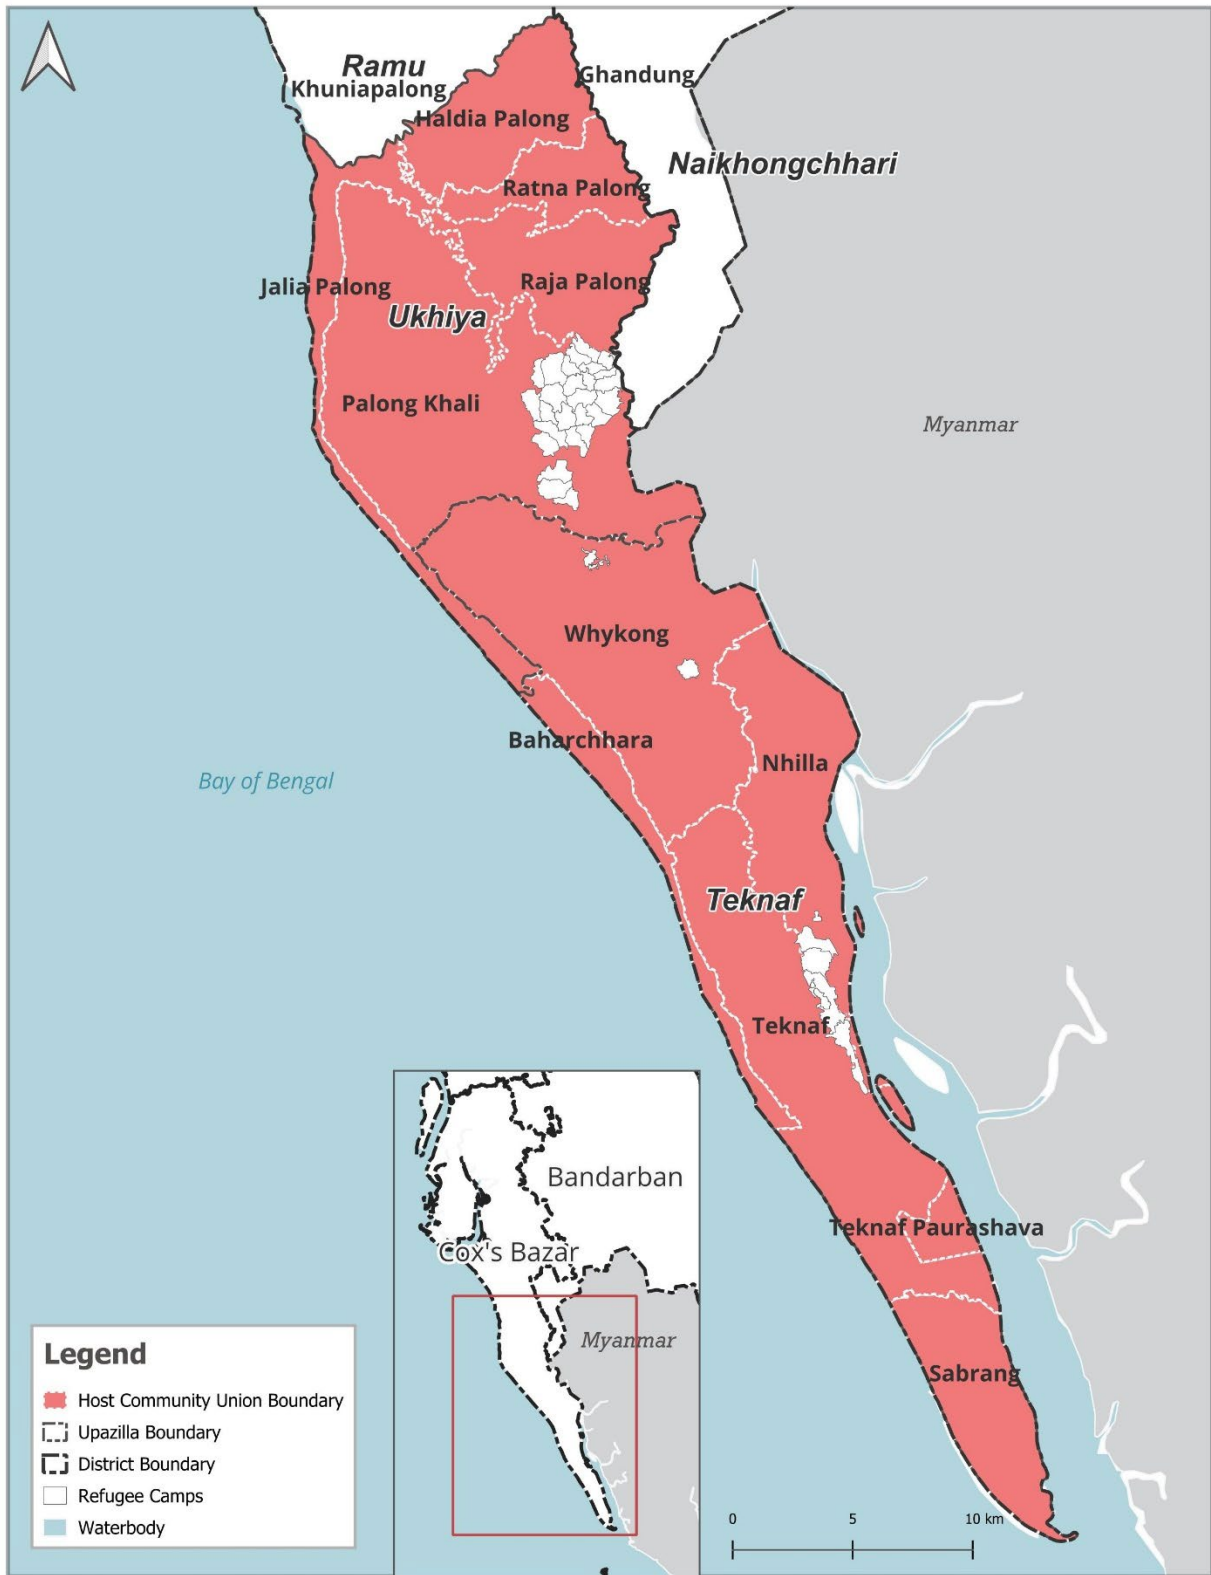 Ramu
Khuniapalong
Ghandung
Haldia Palong
Naikhongchhari
Ratna Palong
Jalia Palong
Raja Palong
Ukhiya
Palong Khali
Myanmar
Whykong
Baharchhara
Nhilla
Bay of Bengal
Teknaf
Teknaf
Bandarban
Teknaf Paurashava
Cox's Bazar
Myanmar
Sabrang
Legend
Host Community Union Boundary
Upazilla Boundary
District Boundary
Refugee Camps
Waterbody
0 5 10 km